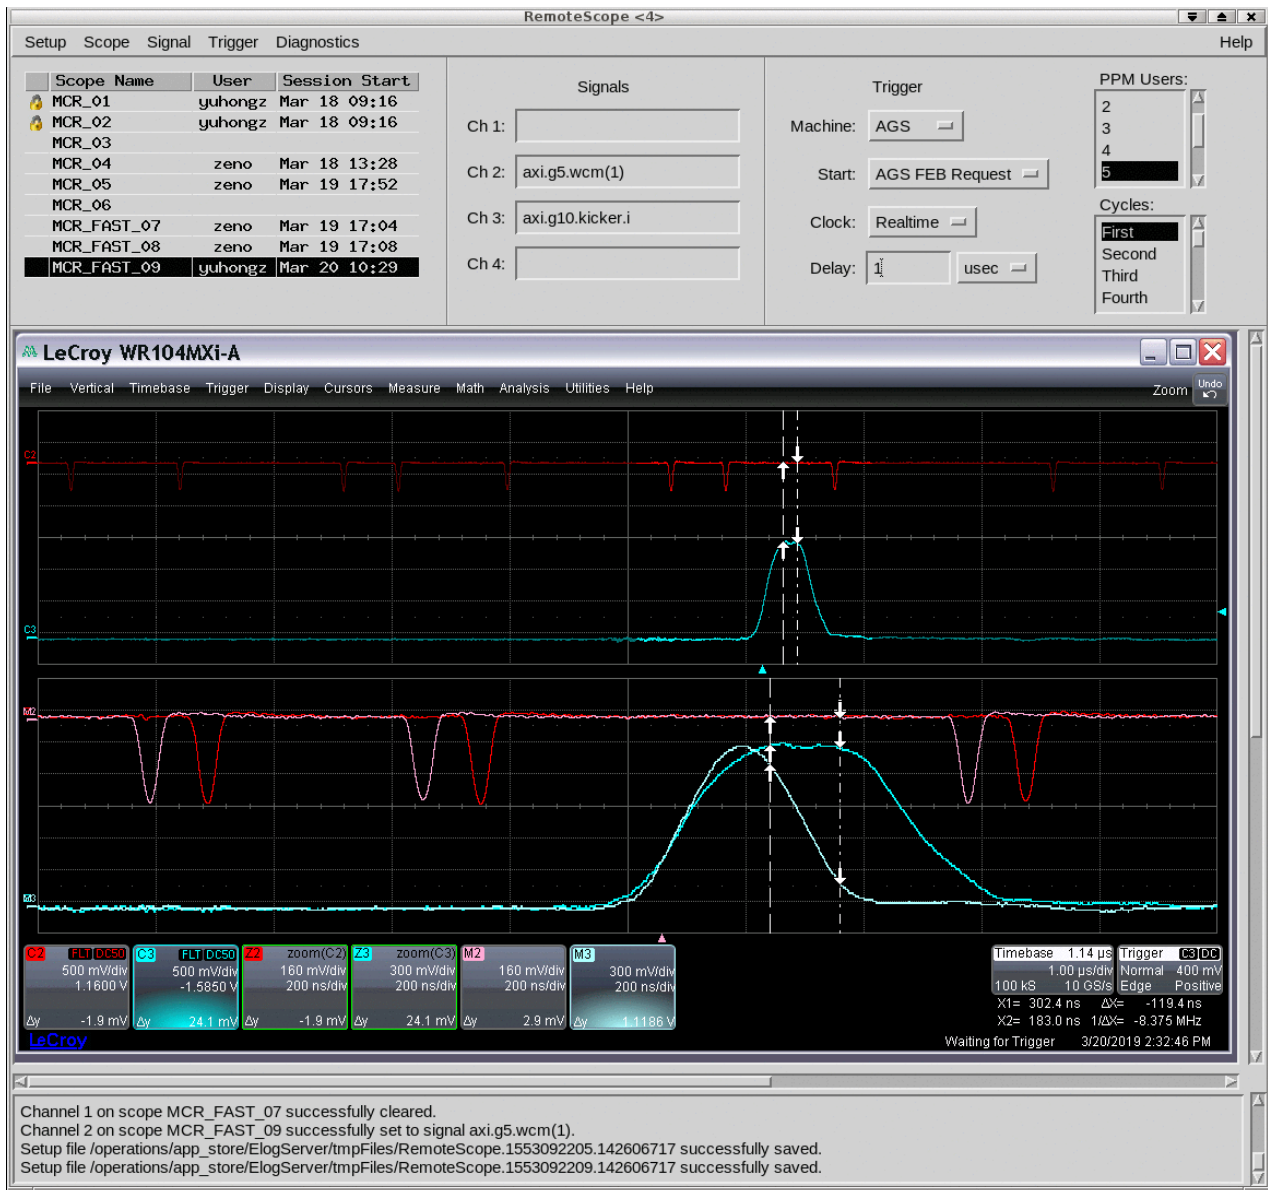 RemoteScope <4>
Setup Scope Signal Trigger Diagnostics Help
Scope Name User Session Start
MCR_01 yuhongz Mar 18 09:16
MCR_02 yuhongz Mar 18 09:16
MCR_03
MCR_04 zeno Mar 18 13:28
MCR_05 zeno Mar 19 17:52
MCR_06
MCR_FAST_07 zeno Mar 19 17:04
MCR_FAST_08 zeno Mar 19 17:08
MCR_FAST_09 yuhongz Mar 20 10:29
Signals
Ch 1:
Ch 2: axi.g5.wcm(1)
Ch 3: axi.g10.kicker.i
Ch 4:
Trigger
Machine: AGS
Start: AGS FEB Request
Clock: Realtime
Delay: 1 usec
PPM Users:
2
3
4
5
Cycles:
First
Second
Third
Fourth
LeCroy WR104MXi-A
File Vertical Timebase Trigger Display Cursors Measure Math Analysis Utilities Help Zoom Undo
C2
C3
M2
M3
C2 FLT DC50
500 mV/div
1.1600 V
Δy -1.9 mV
C3 FLT DC50
500 mV/div
-1.5850 V
Δy 24.1 mV
Z2 zoom(C2)
160 mV/div
200 ns/div
Δy -1.9 mV
Z3 zoom(C3)
300 mV/div
200 ns/div
Δy 24.1 mV
M2
160 mV/div
200 ns/div
Δy 2.9 mV
M3
300 mV/div
200 ns/div
Δy 1.1186 V
Timebase 1.14 µs
1.00 µs/div
100 kS 10 GS/s
Trigger C3 DC
Normal 400 mV
Edge Positive
X1= 302.4 ns ΔX= -119.4 ns
X2= 183.0 ns 1/ΔX= -8.375 MHz
LeCroy
Waiting for Trigger 3/20/2019 2:32:46 PM
Channel 1 on scope MCR_FAST_07 successfully cleared.
Channel 2 on scope MCR_FAST_09 successfully set to signal axi.g5.wcm(1).
Setup file /operations/app_store/ElogServer/tmpFiles/RemoteScope.1553092205.142606717 successfully saved.
Setup file /operations/app_store/ElogServer/tmpFiles/RemoteScope.1553092209.142606717 successfully saved.